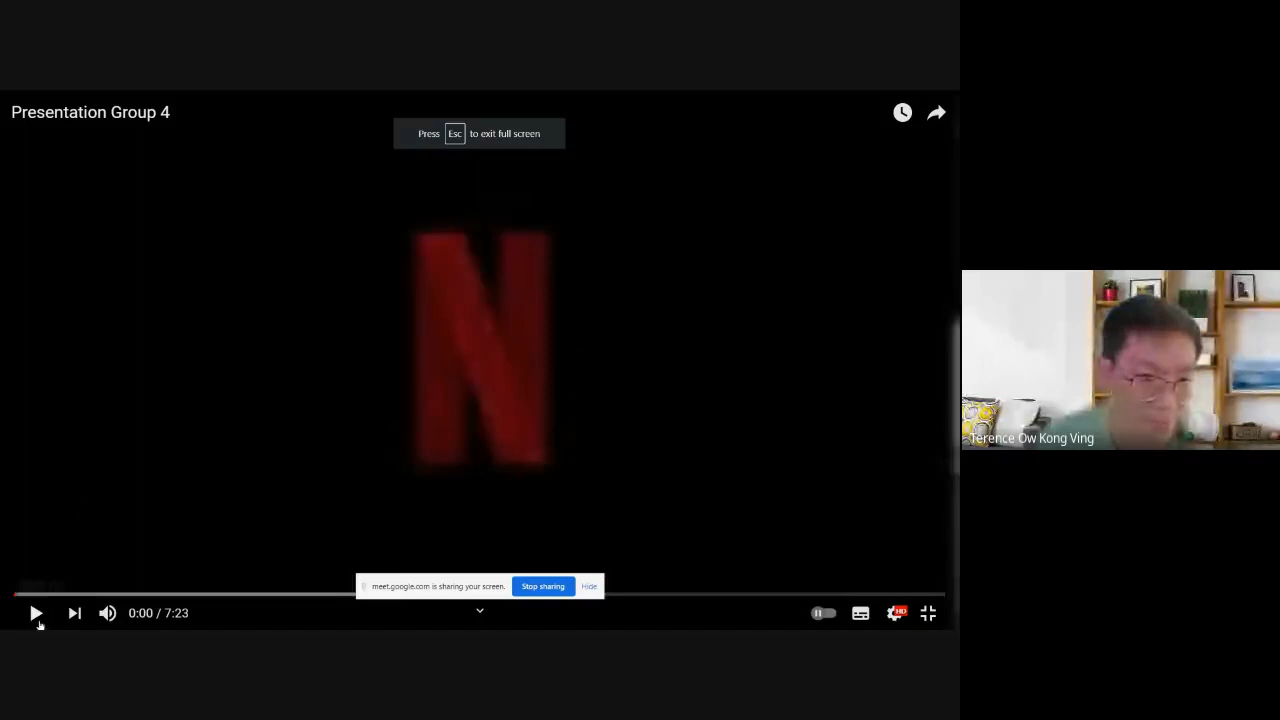 Presentation Group 4
Press Esc to exit full screen
N
Terence Ow Kong Ving
meet.google.com is sharing your screen. Stop sharing Hide
0:00 / 7:23
HD